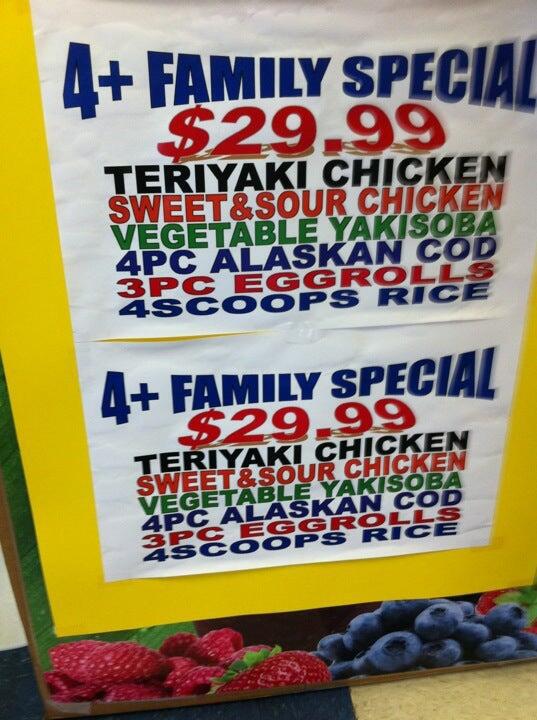 4+ FAMILY SPECIAL
$29.99
TERIYAKI CHICKEN
SWEET&SOUR CHICKEN
VEGETABLE YAKISOBA
4PC ALASKAN COD
3PC EGGROLLS
4SCOOPS RICE
4+ FAMILY SPECIAL
$29.99
TERIYAKI CHICKEN
SWEET&SOUR CHICKEN
VEGETABLE YAKISOBA
4PC ALASKAN COD
3PC EGGROLLS
4SCOOPS RICE